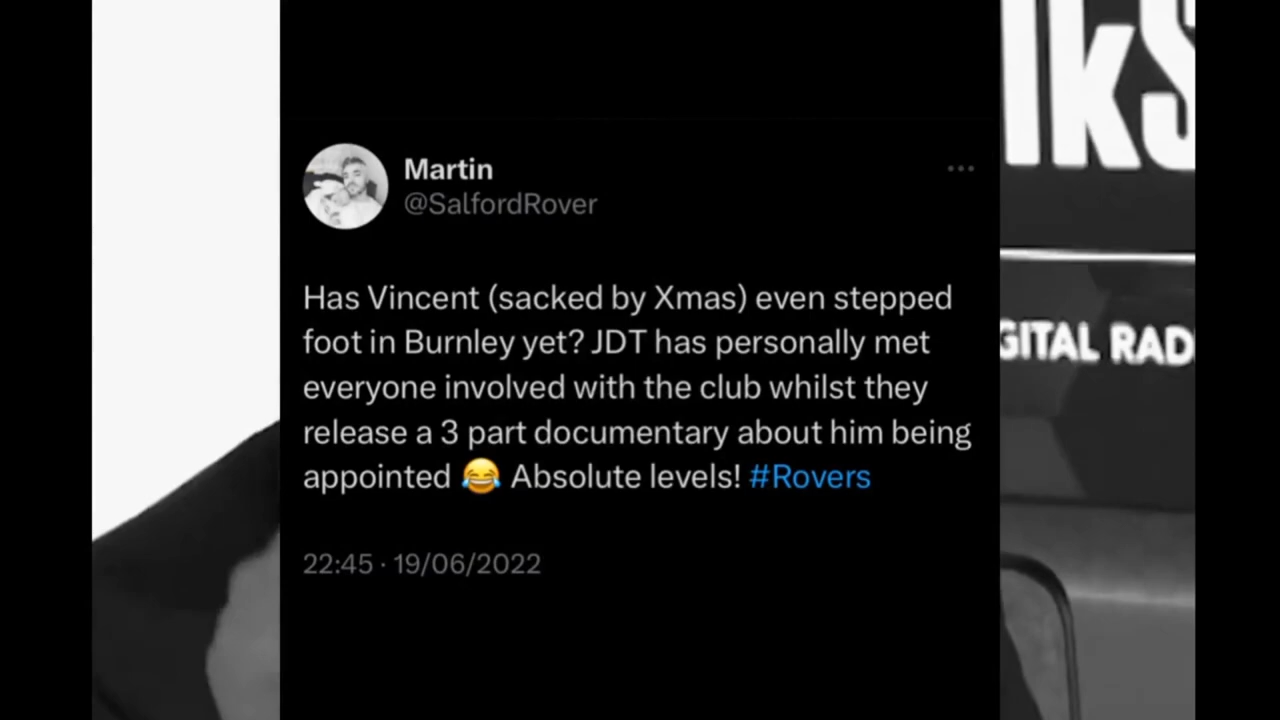 Martin
@SalfordRover
Has Vincent (sacked by Xmas) even stepped
foot in Burnley yet? JDT has personally met
everyone involved with the club whilst they
release a 3 part documentary about him being
appointed 😂 Absolute levels! #Rovers
22:45 · 19/06/2022
lkS
GITAL RAD